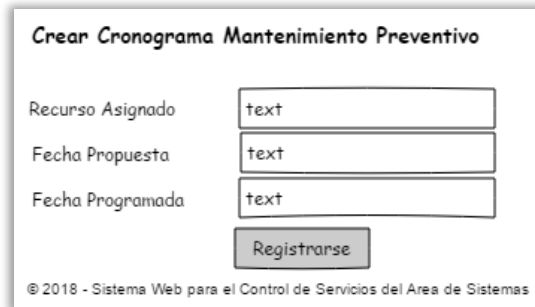 Crear Cronograma Mantenimiento Preventivo
Recurso Asignado text
Fecha Propuesta text
Fecha Programada text
Registrarse
© 2018 - Sistema Web para el Control de Servicios del Area de Sistemas